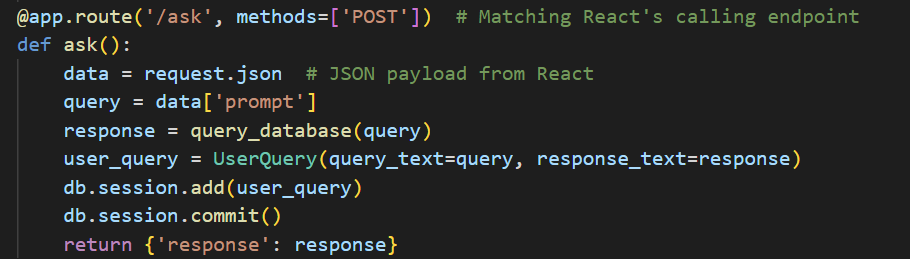 @app.route('/ask', methods=['POST'])  # Matching React's calling endpoint
def ask():
    data = request.json  # JSON payload from React
    query = data['prompt']
    response = query_database(query)
    user_query = UserQuery(query_text=query, response_text=response)
    db.session.add(user_query)
    db.session.commit()
    return {'response': response}